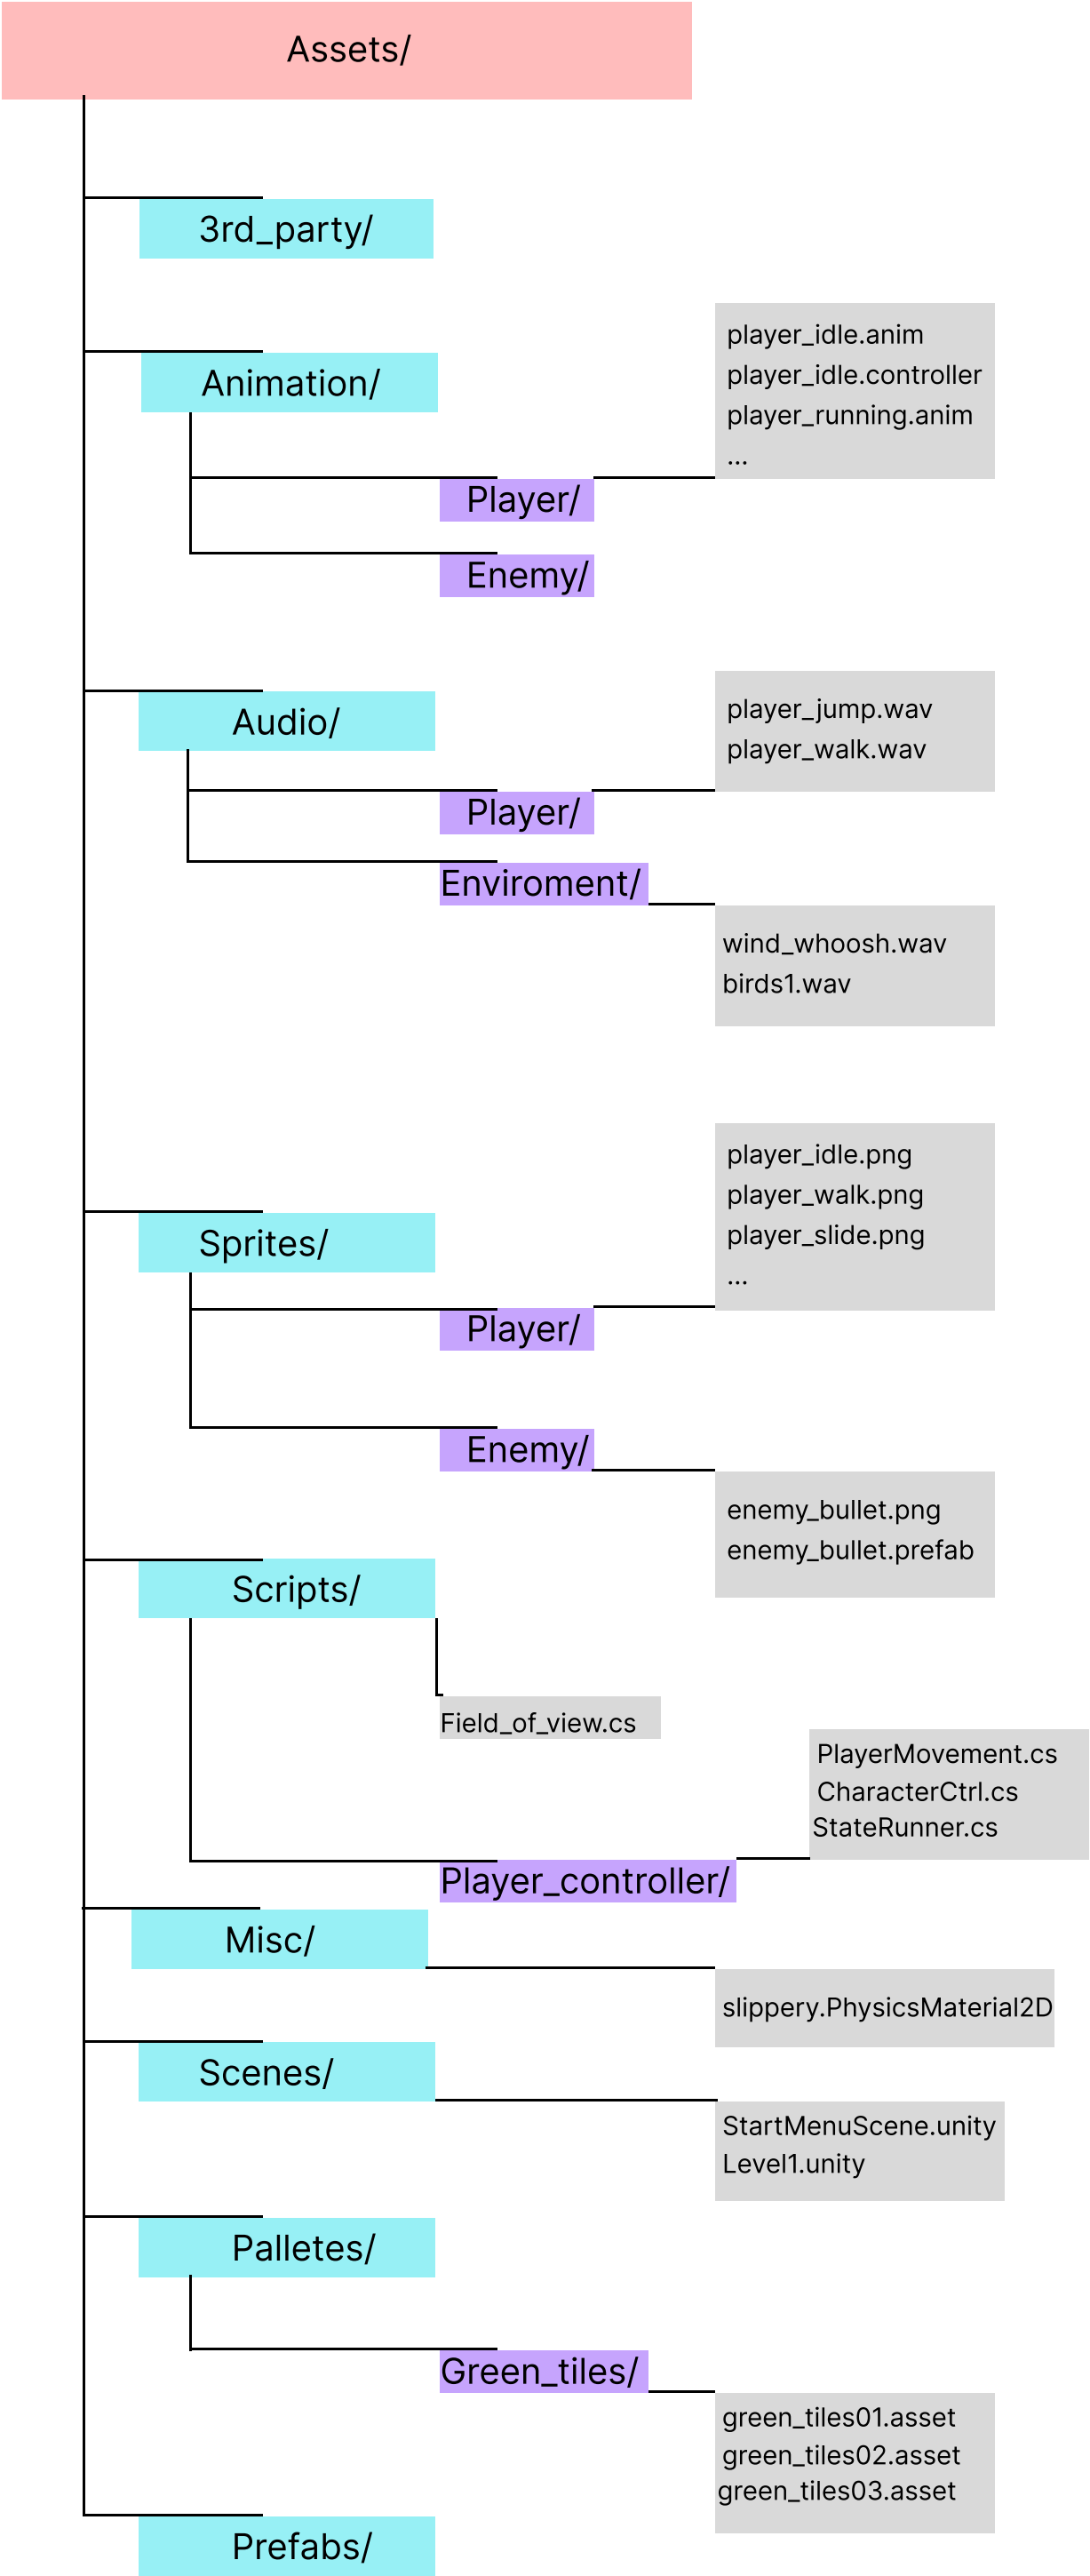 Assets/
3rd_party/
Animation/
player_idle.anim
player_idle.controller
player_running.anim
...
Player/
Enemy/
Audio/
player_jump.wav
player_walk.wav
Player/
Enviroment/
wind_whoosh.wav
birds1.wav
Sprites/
player_idle.png
player_walk.png
player_slide.png
...
Player/
Enemy/
enemy_bullet.png
enemy_bullet.prefab
Scripts/
Field_of_view.cs
PlayerMovement.cs
CharacterCtrl.cs
StateRunner.cs
Player_controller/
Misc/
slippery.PhysicsMaterial2D
Scenes/
StartMenuScene.unity
Level1.unity
Palletes/
Green_tiles/
green_tiles01.asset
green_tiles02.asset
green_tiles03.asset
Prefabs/